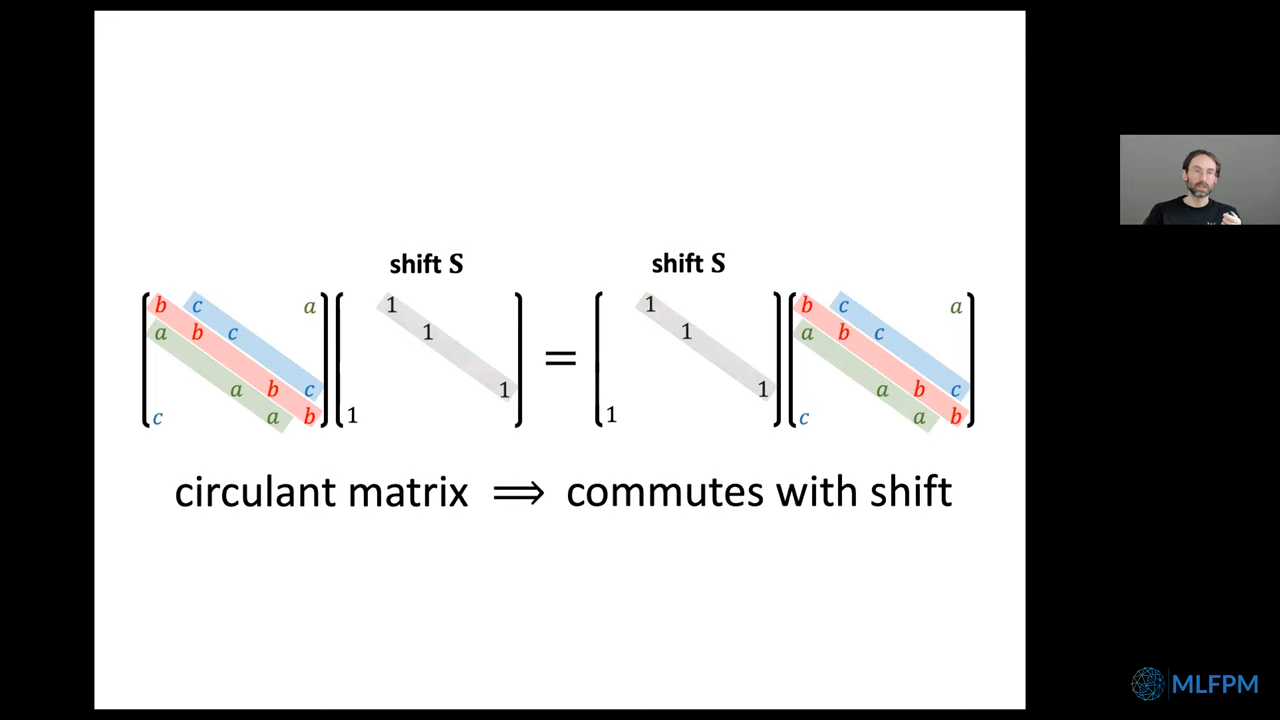 shift S shift S
b c a 1 1 b c a
a b c 1 = 1 a b c
a b c 1 1 a b c
c a b 1 1 c a b
circulant matrix ⟹ commutes with shift
MLFPM